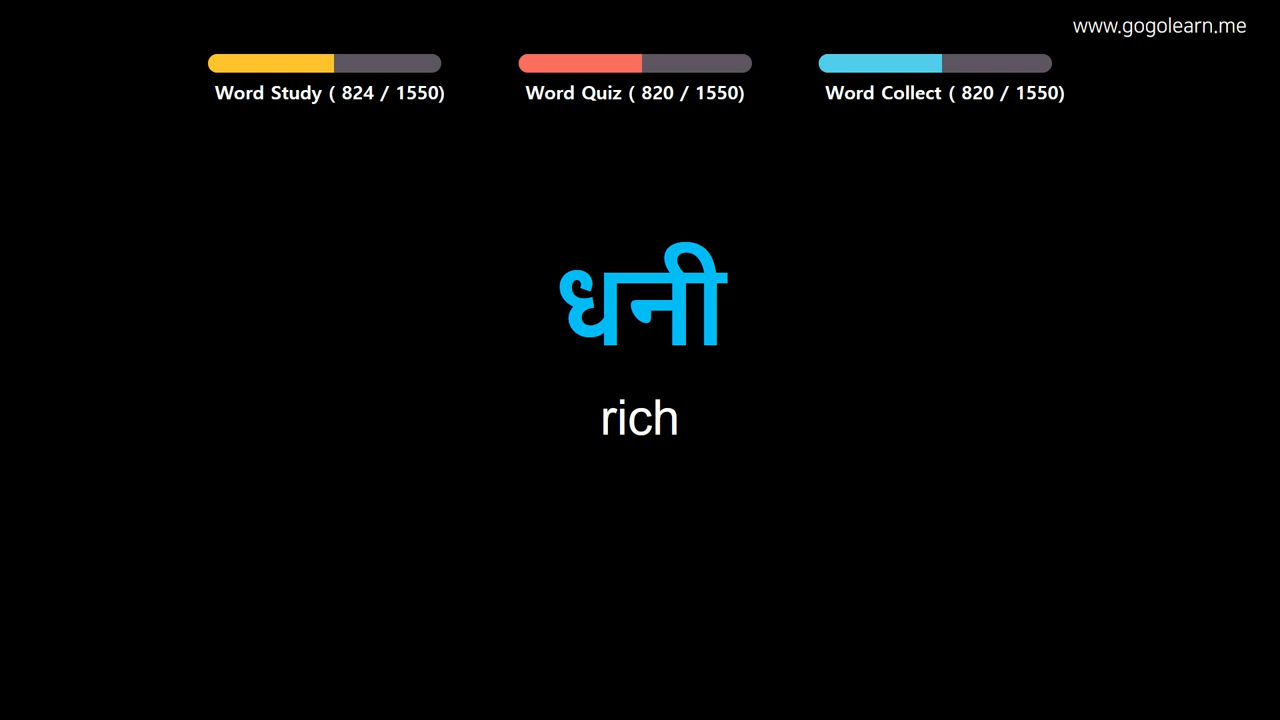 www.gogolearn.me
Word Study ( 824 / 1550)
Word Quiz ( 820 / 1550)
Word Collect ( 820 / 1550)
धनी
rich